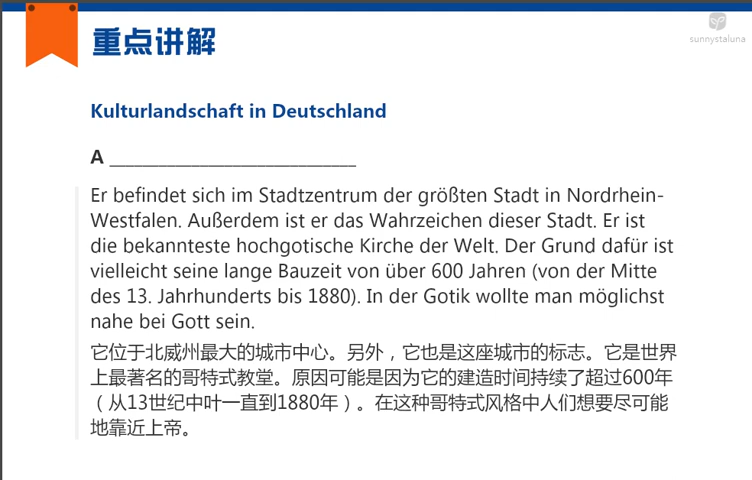 重点讲解
sunnystaluna
Kulturlandschaft in Deutschland
A ____________________________
Er befindet sich im Stadtzentrum der größten Stadt in Nordrhein-
Westfalen. Außerdem ist er das Wahrzeichen dieser Stadt. Er ist
die bekannteste hochgotische Kirche der Welt. Der Grund dafür ist
vielleicht seine lange Bauzeit von über 600 Jahren (von der Mitte
des 13. Jahrhunderts bis 1880). In der Gotik wollte man möglichst
nahe bei Gott sein.
它位于北威州最大的城市中心。另外，它也是这座城市的标志。它是世界
上最著名的哥特式教堂。原因可能是因为它的建造时间持续了超过600年
（从13世纪中叶一直到1880年）。在这种哥特式风格中人们想要尽可能
地靠近上帝。